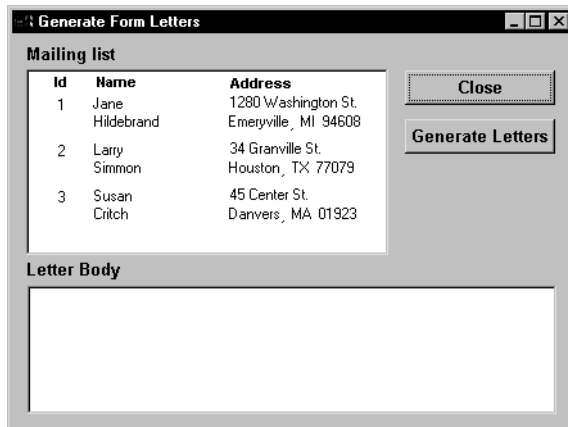 Generate Form Letters
Mailing list
Id Name Address
1 Jane 1280 Washington St.
Hildebrand Emeryville, MI 94608
2 Larry 34 Granville St.
Simmon Houston, TX 77079
3 Susan 45 Center St.
Critch Danvers, MA 01923
Close
Generate Letters
Letter Body